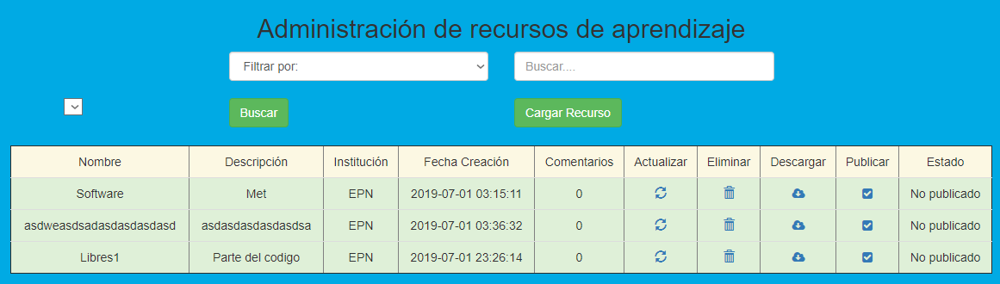 Administración de recursos de aprendizaje
Filtrar por: Buscar....
Buscar Cargar Recurso
Nombre Descripción Institución Fecha Creación Comentarios Actualizar Eliminar Descargar Publicar Estado
Software Met EPN 2019-07-01 03:15:11 0 No publicado
asdweasdsadasdasdasdasd asdasdasdasdasdsa EPN 2019-07-01 03:36:32 0 No publicado
Libres1 Parte del codigo EPN 2019-07-01 23:26:14 0 No publicado